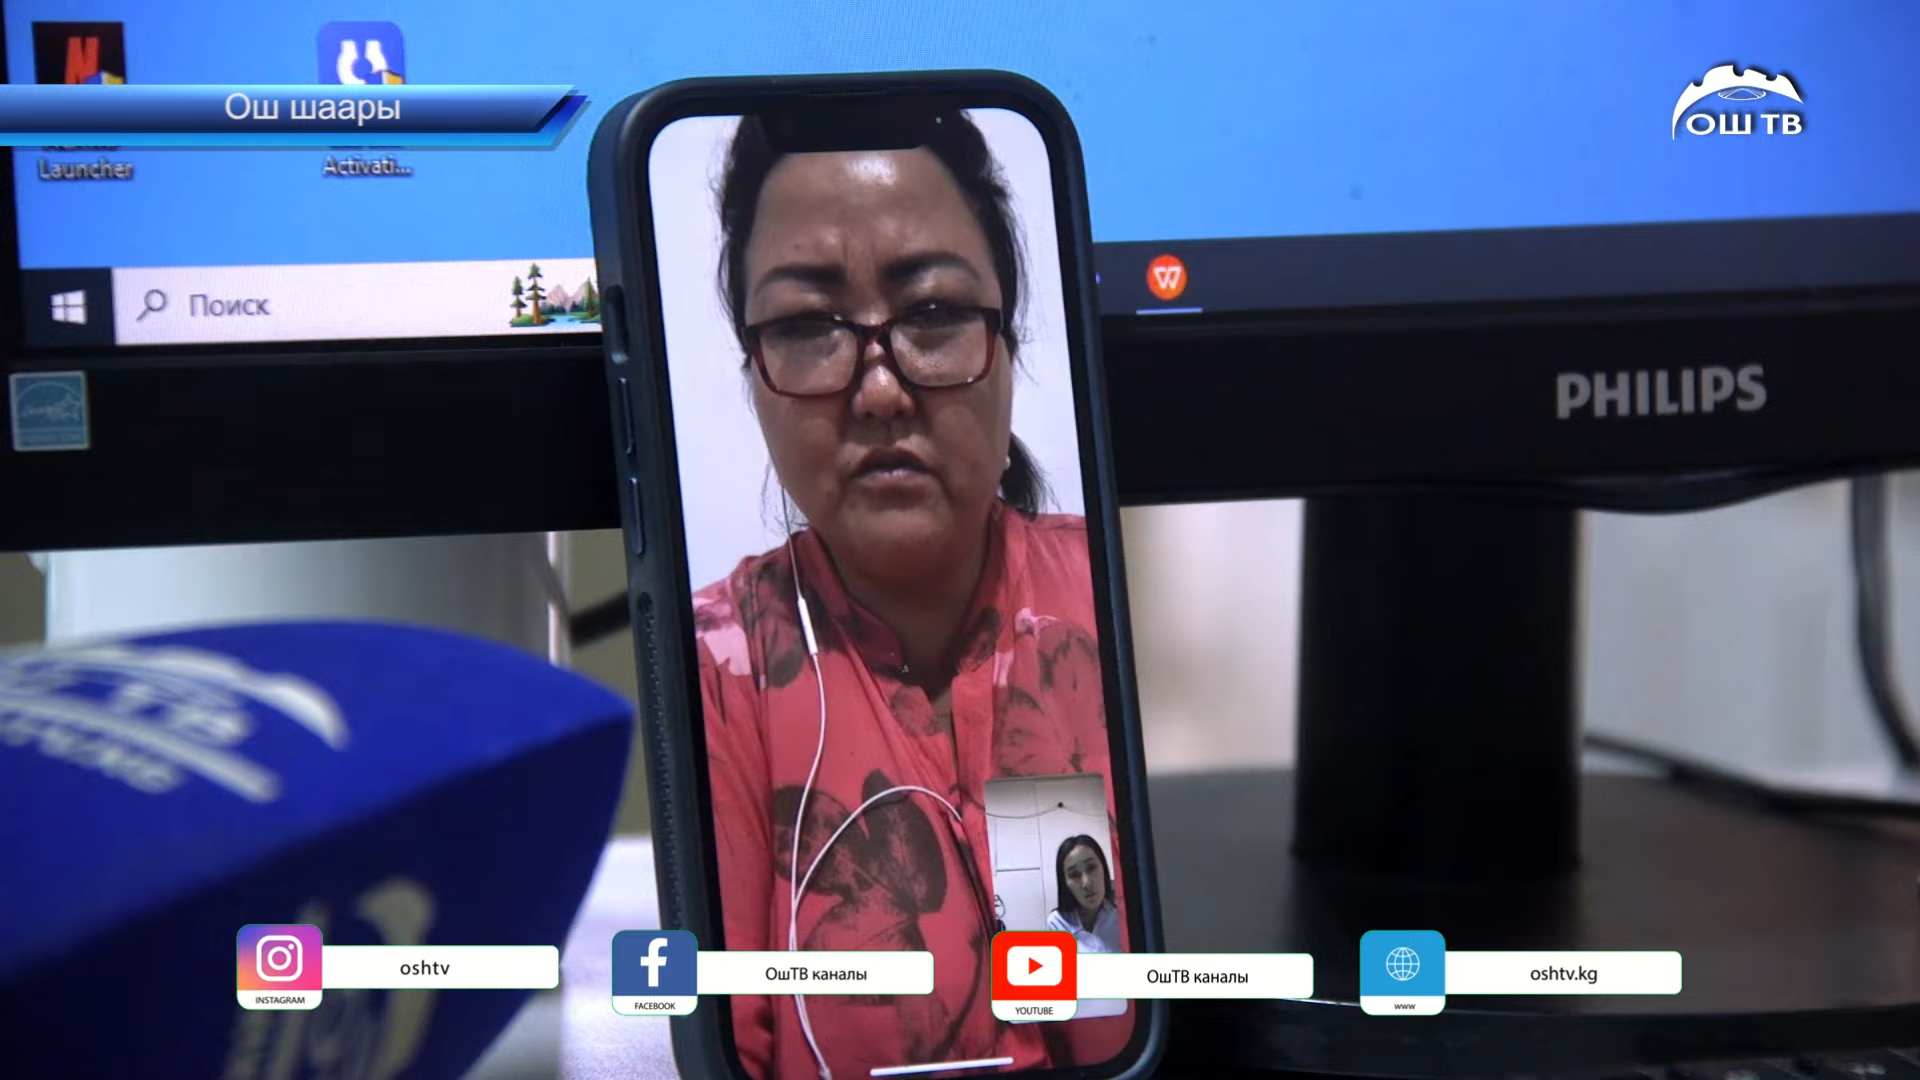 Ош шаары
ОШ ТВ
Launcher
Activati...
Поиск
PHILIPS
oshtv
INSTAGRAM
ОшТВ каналы
FACEBOOK
ОшТВ каналы
YOUTUBE
oshtv.kg
www